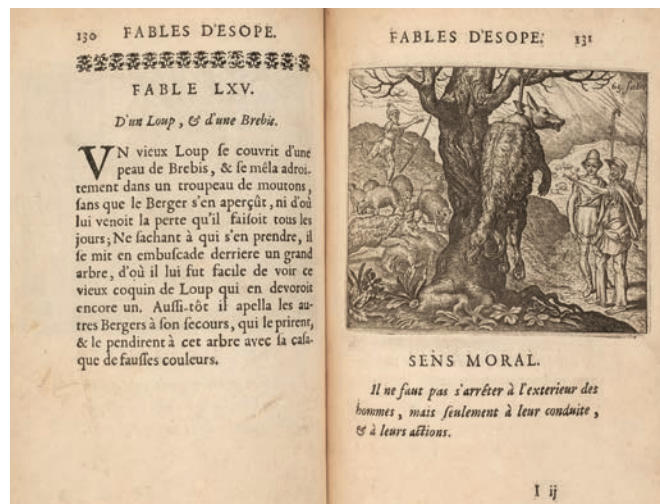 130 FABLES D'ESOPE.
FABLE LXV.
D'un Loup, & d'une Brebis.
VN vieux Loup ſe couvrit d'une
peau de Brebis, & ſe mêla adroi-
tement dans un troupeau de moutons,
ſans que le Berger s'en aperçût, ni d'où
lui venoit la perte qu'il faiſoit tous les
jours; Ne ſachant à qui s'en prendre, il
ſe mit en embuſcade derriere un grand
arbre, d'où il lui fut facile de voir ce
vieux coquin de Loup qui en devoroit
encore un. Auſſi-tôt il apella les au-
tres Bergers à ſon ſecours, qui le prirent,
& le pendirent à cet arbre avec ſa caſa-
que de fauſſes couleurs.
FABLES D'ESOPE. 131
65. fable
SENS MORAL.
Il ne faut pas s'arrêter à l'exterieur des
hommes, mais ſeulement à leur conduite,
& à leurs actions.
I ij